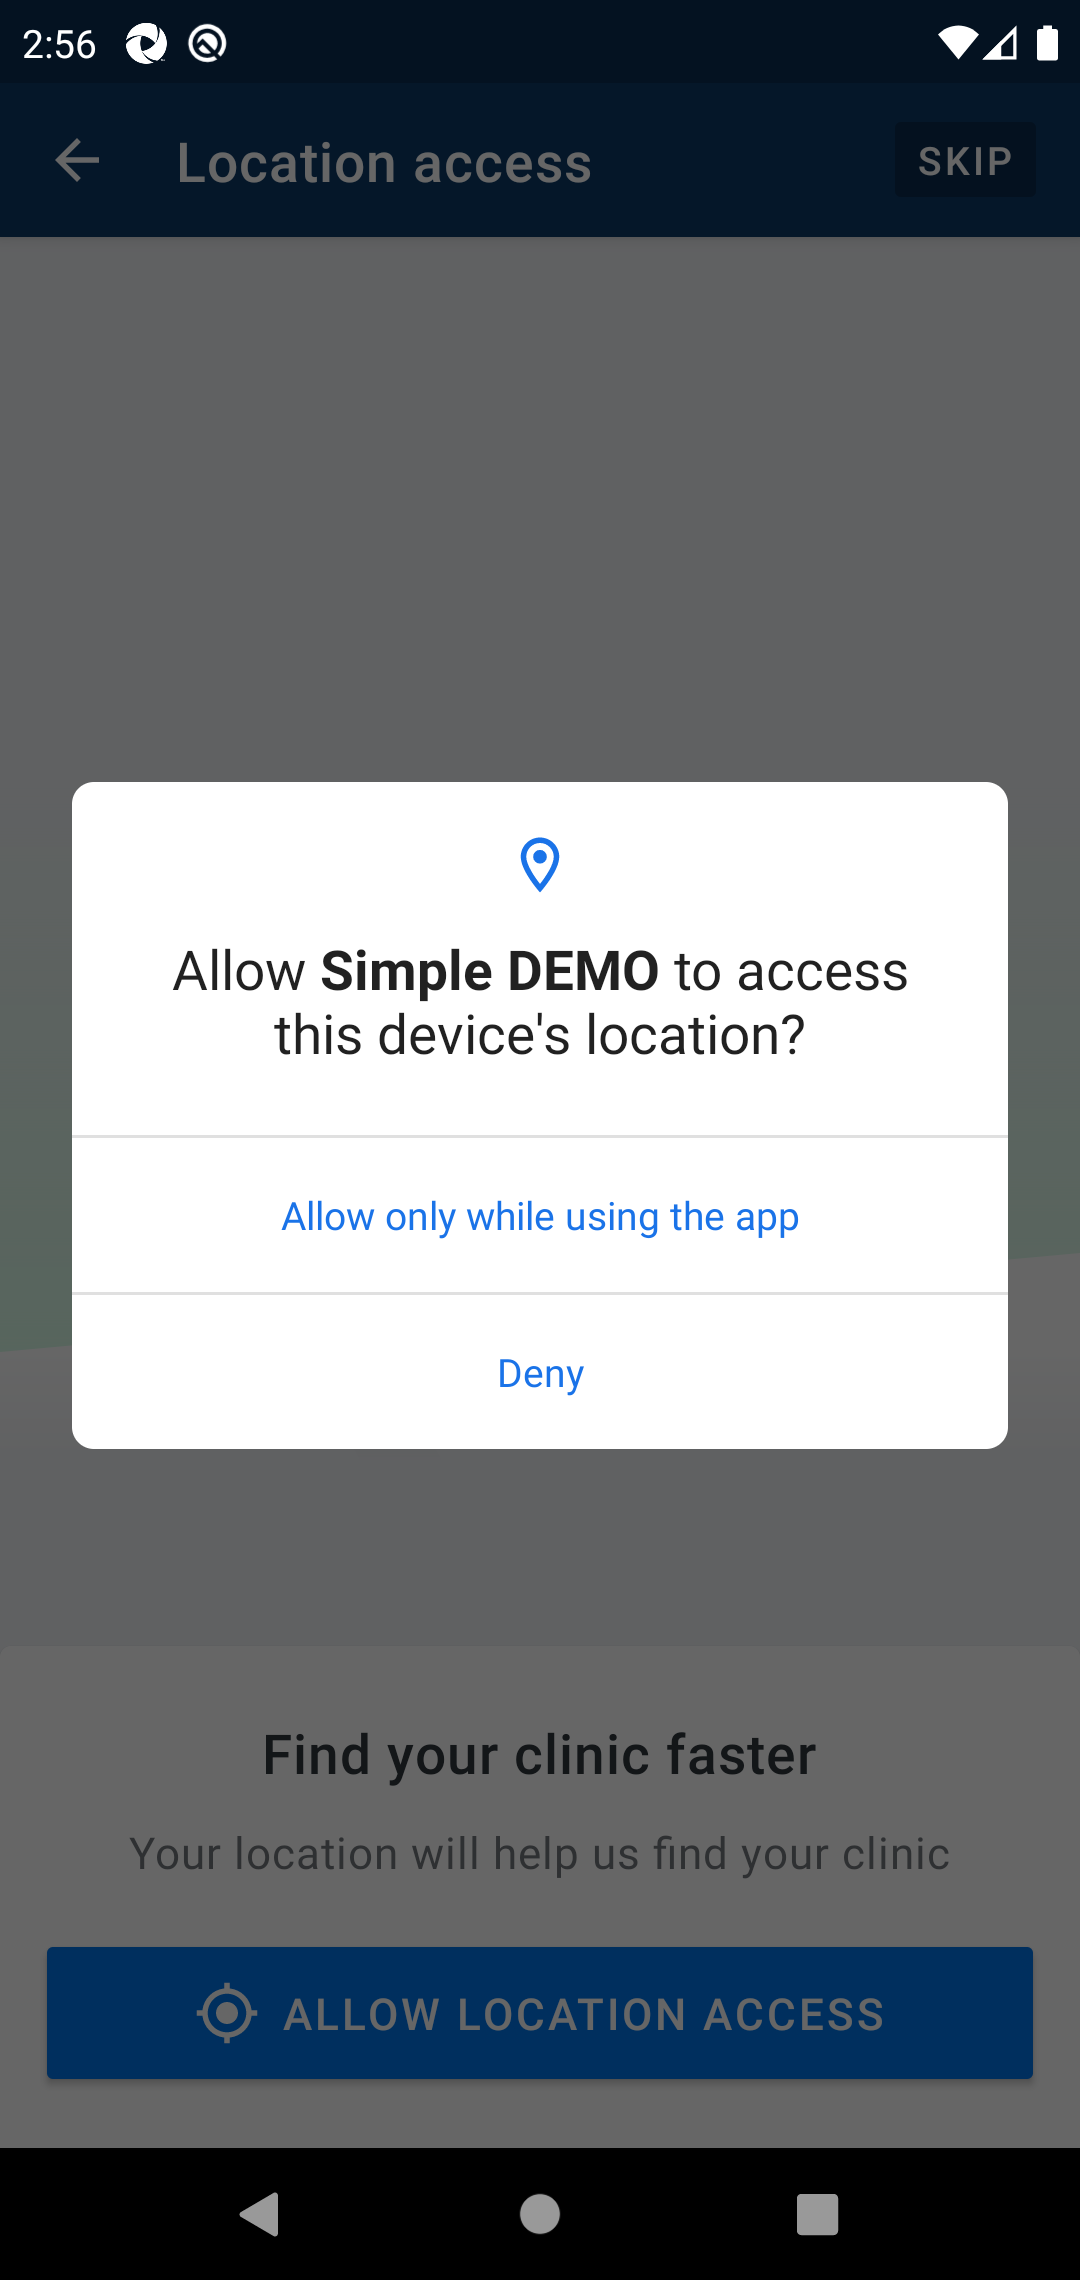 2:56
Location access
SKIP
Allow Simple DEMO to access
this device's location?
Allow only while using the app
Deny
Find your clinic faster
Your location will help us find your clinic
ALLOW LOCATION ACCESS